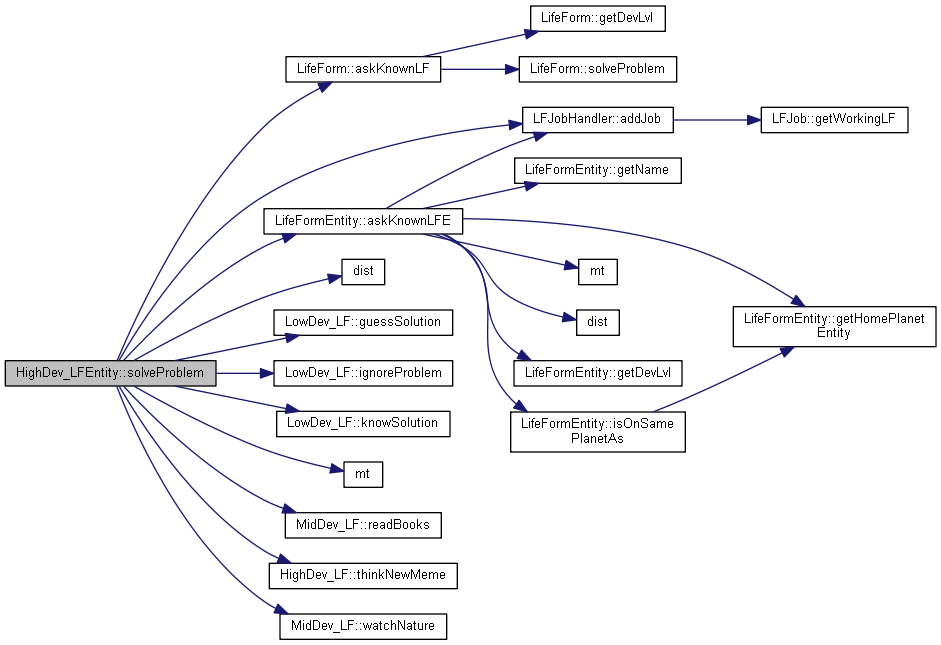 LifeForm::getDevLvl
LifeForm::askKnownLF
LifeForm::solveProblem
LFJobHandler::addJob
LFJob::getWorkingLF
LifeFormEntity::getName
LifeFormEntity::askKnownLFE
dist
mt
LowDev_LF::guessSolution
dist
LifeFormEntity::getHomePlanet
Entity
HighDev_LFEntity::solveProblem
LowDev_LF::ignoreProblem
LifeFormEntity::getDevLvl
LowDev_LF::knowSolution
LifeFormEntity::isOnSame
PlanetAs
mt
MidDev_LF::readBooks
HighDev_LF::thinkNewMeme
MidDev_LF::watchNature